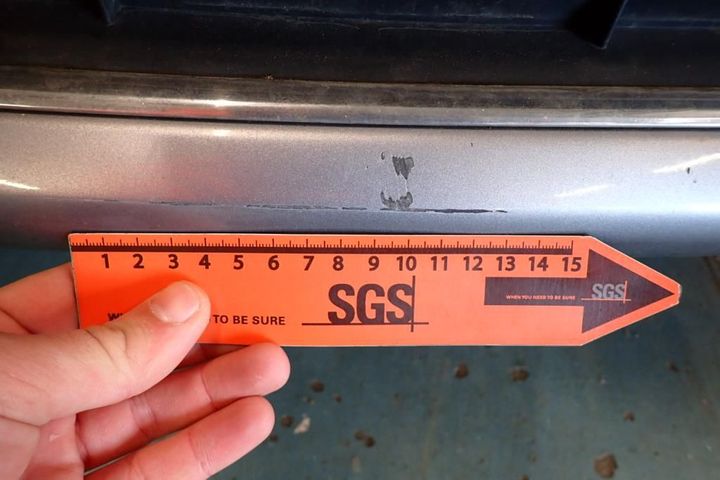 1 2 3 4 5 6 7 8 9 10 11 12 13 14 15
TO BE SURE
SGS
WHEN YOU NEED TO BE SURE
SGS